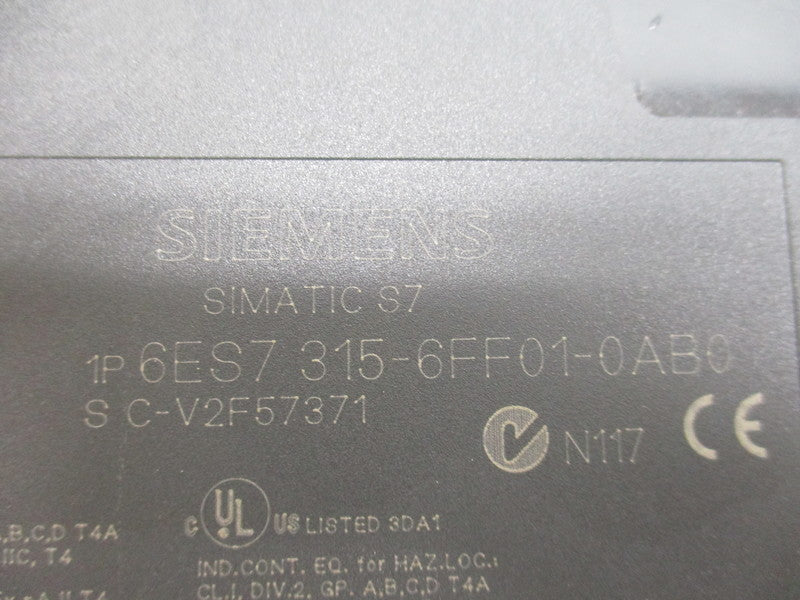 SIEMENS
SIMATIC S7
1P 6ES7 315-6FF01-0AB0
S C-V2F57371
N117 CE
C UL US LISTED 3DA1
IND.CONT. EQ. for HAZ.LOC.:
CL.I, DIV.2, GP. A,B,C,D T4A
,B,C,D T4A
IIC, T4